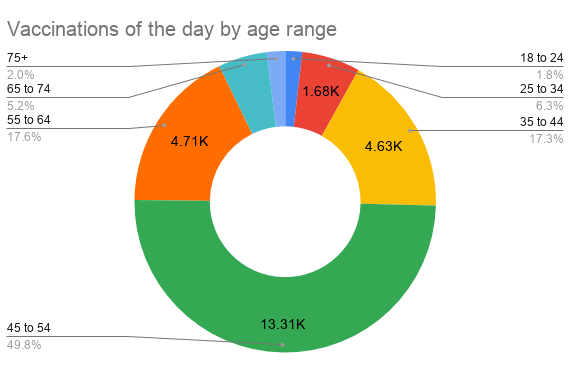 Vaccinations of the day by age range
75+
2.0%
65 to 74
5.2%
55 to 64
17.6%
45 to 54
49.8%
18 to 24
1.8%
25 to 34
6.3%
35 to 44
17.3%
1.68K
4.71K
4.63K
13.31K